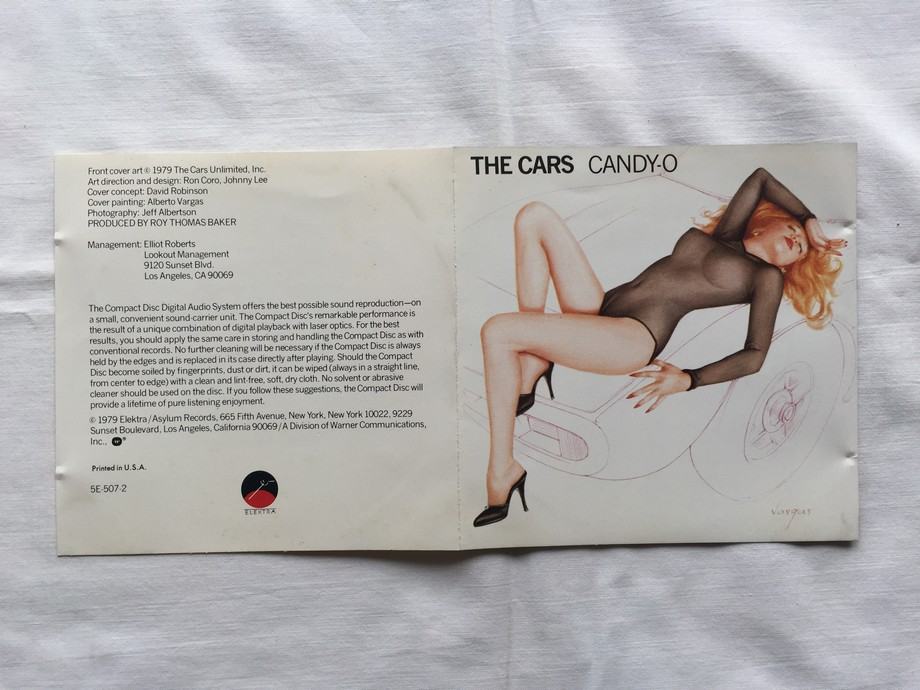 Front cover art © 1979 The Cars Unlimited, Inc.
Art direction and design: Ron Coro, Johnny Lee
Cover concept: David Robinson
Cover painting: Alberto Vargas
Photography: Jeff Albertson
PRODUCED BY ROY THOMAS BAKER
Management: Elliot Roberts
Lookout Management
9120 Sunset Blvd.
Los Angeles, CA 90069
The Compact Disc Digital Audio System offers the best possible sound reproduction—on
a small, convenient sound-carrier unit. The Compact Disc's remarkable performance is
the result of a unique combination of digital playback with laser optics. For the best
results, you should apply the same care in storing and handling the Compact Disc as with
conventional records. No further cleaning will be necessary if the Compact Disc is always
held by the edges and is replaced in its case directly after playing. Should the Compact
Disc become soiled by fingerprints, dust or dirt, it can be wiped (always in a straight line,
from center to edge) with a clean and lint-free, soft, dry cloth. No solvent or abrasive
cleaner should be used on the disc. If you follow these suggestions, the Compact Disc will
provide a lifetime of pure listening enjoyment.
© 1979 Elektra/Asylum Records, 665 Fifth Avenue, New York, New York 10022, 9229
Sunset Boulevard, Los Angeles, California 90069/A Division of Warner Communications,
Inc.,
Printed in U.S.A.
5E-507-2
ELEKTRA
THE CARS CANDY-O
VARGAS